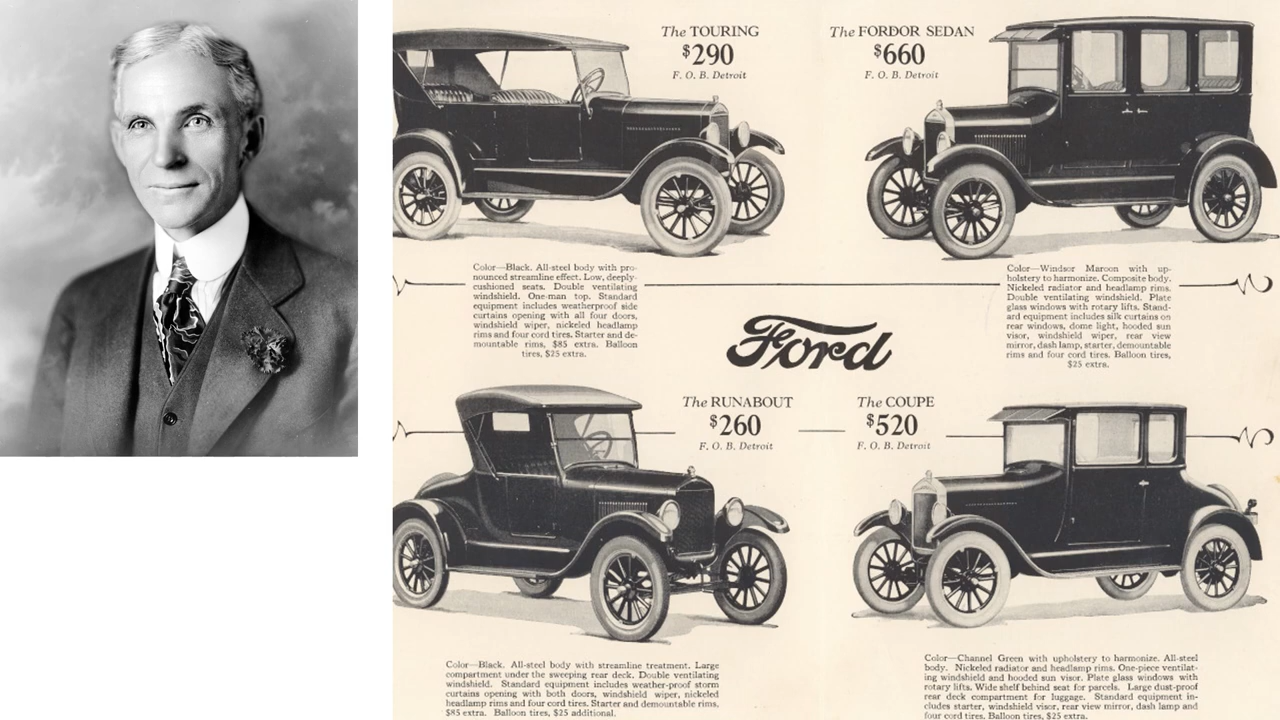 The TOURING
$290
F. O. B. Detroit
The FORDOR SEDAN
$660
F. O. B. Detroit
Color—Black. All-steel body with pro-
nounced streamline effect. Low, deeply-
cushioned seats. Double ventilating
windshield. One-man top. Standard
equipment includes weatherproof side
curtains opening with all four doors,
windshield wiper, nickeled headlamp
rims and four cord tires. Starter and de-
mountable rims, $85 extra. Balloon
tires, $25 extra.
Color—Windsor Maroon with up-
holstery to harmonize. Composite body.
Nickeled radiator and headlamp rims.
Double ventilating windshield. Plate
glass windows with rotary lifts. Stand-
ard equipment includes silk curtains on
rear windows, dome light, hooded sun
visor, windshield wiper, rear view
mirror, dash lamp, starter, demountable
rims and four cord tires. Balloon tires,
$25 extra.
Ford
The RUNABOUT
$260
F. O. B. Detroit
The COUPE
$520
F. O. B. Detroit
Color—Black. All-steel body with streamline treatment. Large
compartment under the sweeping rear deck. Double ventilating
windshield. Standard equipment includes weather-proof storm
curtains opening with both doors, windshield wiper, nickeled
headlamp rims and four cord tires. Starter and demountable rims,
$85 extra. Balloon tires, $25 additional.
Color—Channel Green with upholstery to harmonize. All-steel
body. Nickeled radiator and headlamp rims. One-piece ventilat-
ing windshield and hooded sun visor. Plate glass windows with
rotary lifts. Wide shelf behind seat for parcels. Large dust-proof
rear deck compartment for luggage. Standard equipment in-
cludes starter, windshield visor, rear view mirror, dash lamp and
four cord tires. Balloon tires, $25 extra.